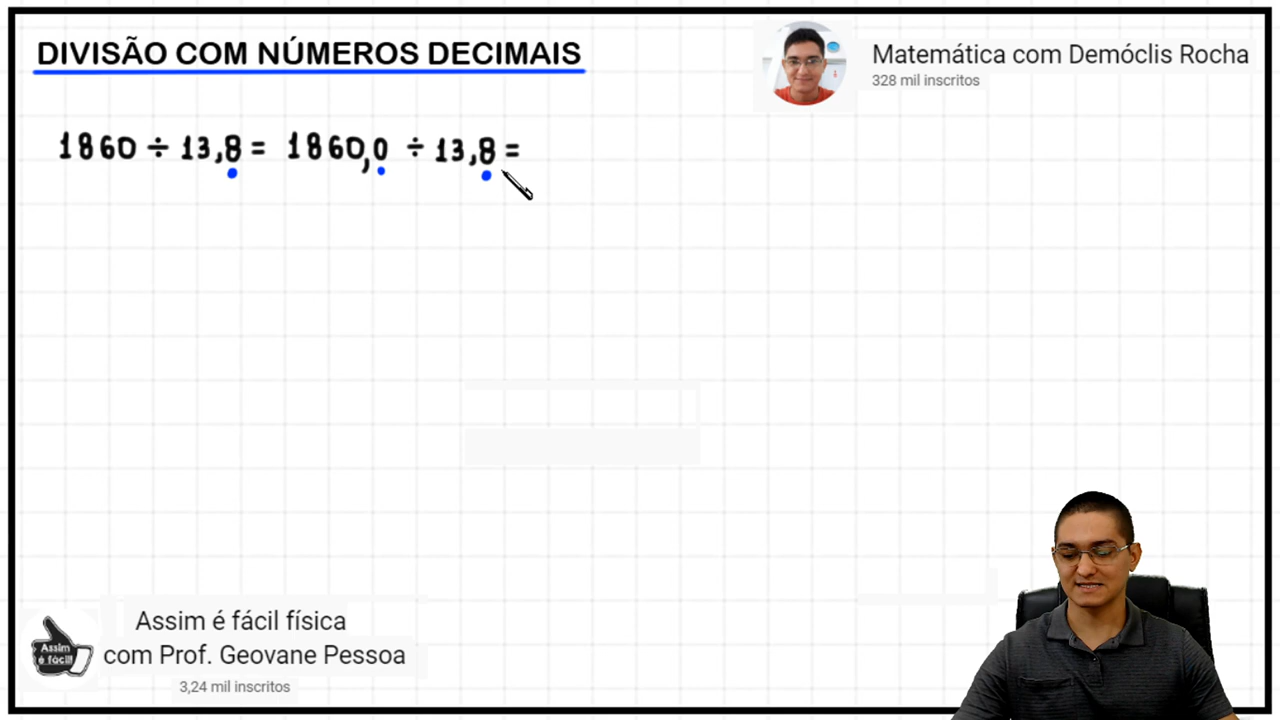 DIVISÃO COM NÚMEROS DECIMAIS
Matemática com Demóclis Rocha
328 mil inscritos
1860 ÷ 13,8 = 1860,0 ÷ 13,8 =
Assim é fácil física
com Prof. Geovane Pessoa
3,24 mil inscritos
Assim
é fácil!